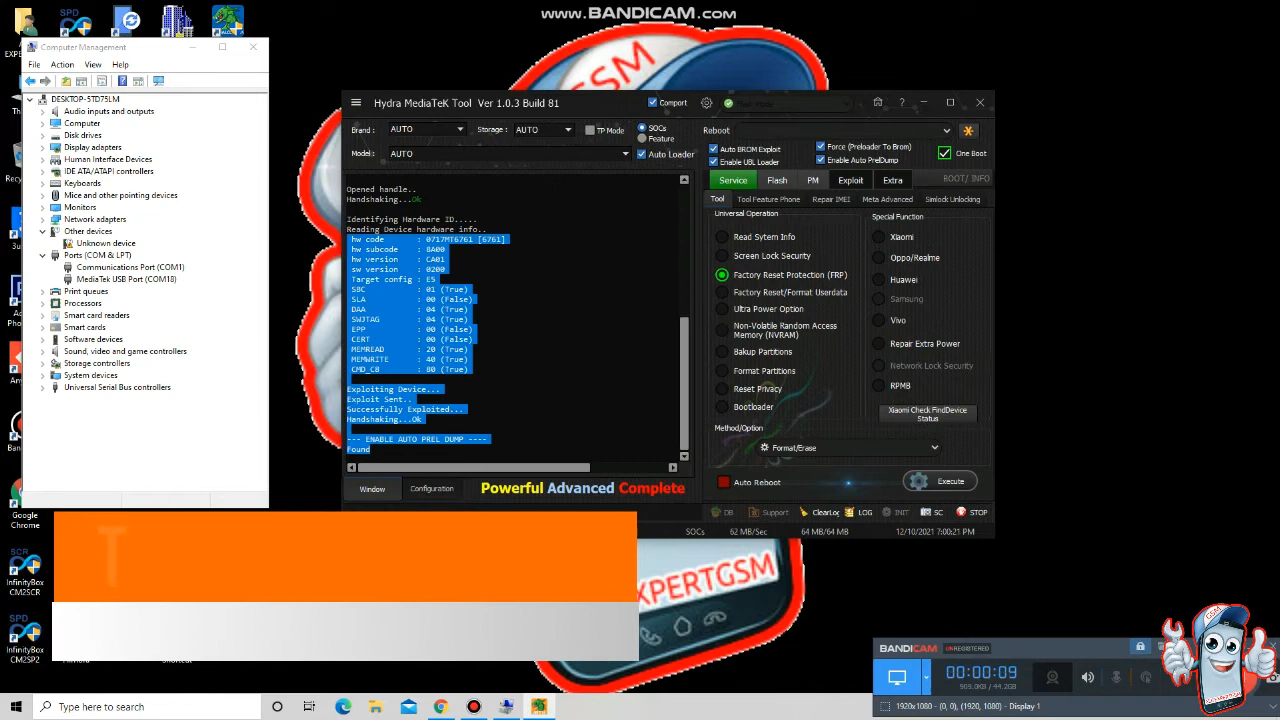 www.BANDICAM.com
SPD
Computer Management
File Action View Help
DESKTOP-5TD75LM
Audio inputs and outputs
Computer
Disk drives
Display adapters
Human Interface Devices
IDE ATA/ATAPI controllers
Keyboards
Mice and other pointing devices
Monitors
Network adapters
Other devices
Unknown device
Ports (COM & LPT)
Communications Port (COM1)
MediaTek USB Port (COM18)
Print queues
Processors
Smart card readers
Smart cards
Software devices
Sound, video and game controllers
Storage controllers
System devices
Universal Serial Bus controllers
GSM
Hydra MediaTeK Tool Ver 1.0.3 Build 81
Comport
Brand : AUTO Storage : AUTO TP Mode SOCs Feature
Model : AUTO Auto Loader
Reboot
Auto BROM Exploit Force (Preloader To Brom)
Enable UBL Loader Enable Auto PreDump
One Boot
Service Flash PM Exploit Extra BOOT/ INFO
Tool Tool Feature Phone Repair IMEI Meta Advanced Simlock Unlocking
Opened handle..
Handshaking...Ok
Identifying Hardware ID.....
Reading Device hardware info..
hw code : 0717MT6761 [6761]
hw subcode : 8A00
hw version : CA01
sw version : 0200
Target config : E5
SBC : 01 (True)
SLA : 00 (False)
DAA : 04 (True)
SWJTAG : 04 (True)
EPP : 00 (False)
CERT : 00 (False)
MEMREAD : 20 (True)
MEMWRITE : 40 (True)
CMD_C8 : 80 (True)
Exploiting Device...
Exploit Sent..
Successfully Exploited...
Handshaking...Ok
--- ENABLE AUTO PREL DUMP ----
Found
Window Configuration Powerful Advanced Complete
Universal Operation
Read Sytem Info
Screen Lock Security
Factory Reset Protection (FRP)
Factory Reset/Format Userdata
Ultra Power Option
Non-Volatile Random Access
Memory (NVRAM)
Bakup Partitions
Format Partitions
Reset Privacy
Bootloader
Special Function
Xiaomi
Oppo/Realme
Huawei
Samsung
Vivo
Repair Extra Power
Network Lock Security
RPMB
Xiaomi Check FindDevice
Status
Method/Option
Format/Erase
Auto Reboot Execute
DB Support ClearLog LOG INIT SC STOP
SOCs 62 MB/Sec 64 MB/64 MB 12/10/2021 7:00:21 PM
T
Google
Chrome
SCR
InfinityBox
CM2SCR
SPD
InfinityBox
CM2SP2
EXPERTGSM
BANDICAM UNREGISTERED
00:00:09
909.0KB / 44.2GB
1920x1080 - (0, 0), (1920, 1080) - Display 1
GSM
Type here to search